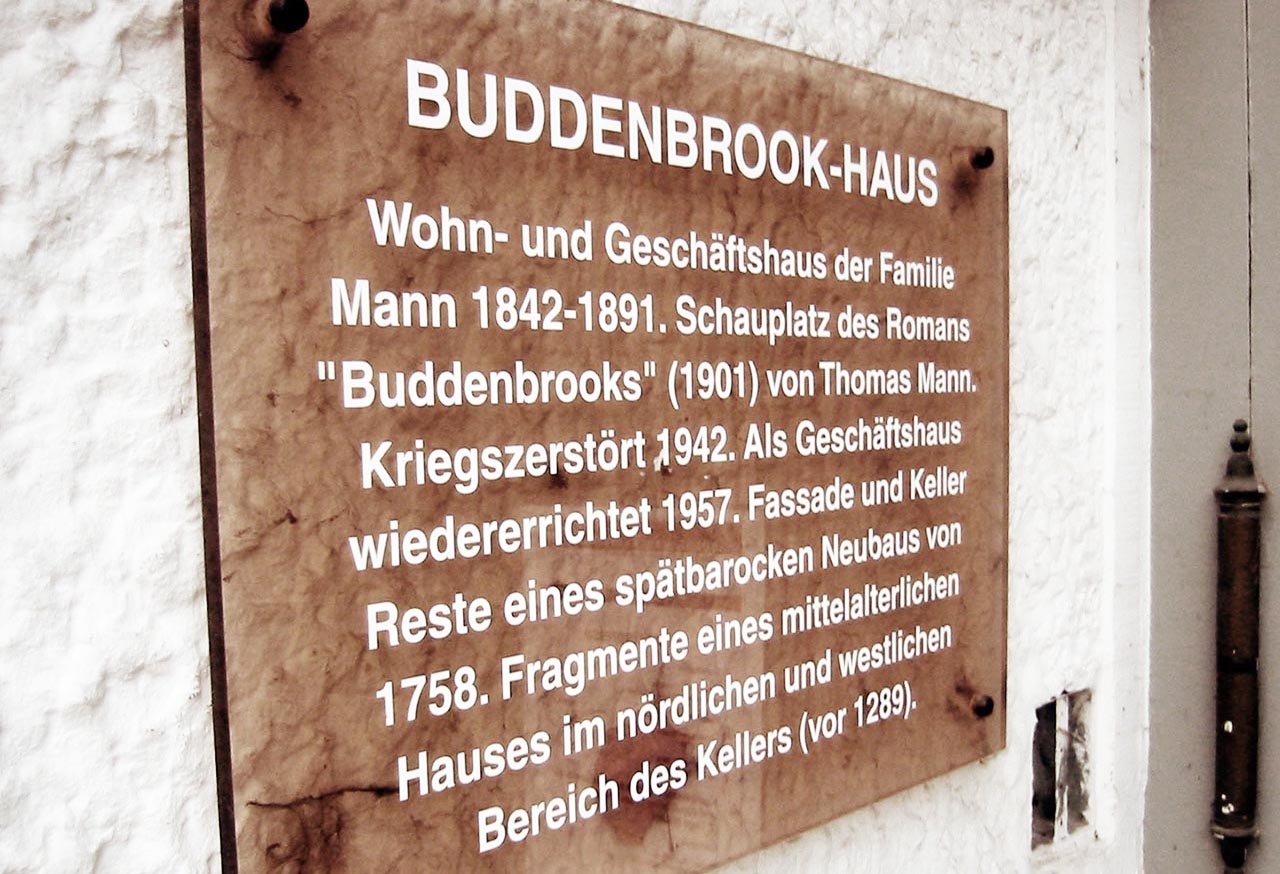 BUDDENBROOK-HAUS
Wohn- und Geschäftshaus der Familie
Mann 1842-1891. Schauplatz des Romans
"Buddenbrooks" (1901) von Thomas Mann.
Kriegszerstört 1942. Als Geschäftshaus
wiedererrichtet 1957. Fassade und Keller
Reste eines spätbarocken Neubaus von
1758. Fragmente eines mittelalterlichen
Hauses im nördlichen und westlichen
Bereich des Kellers (vor 1289).